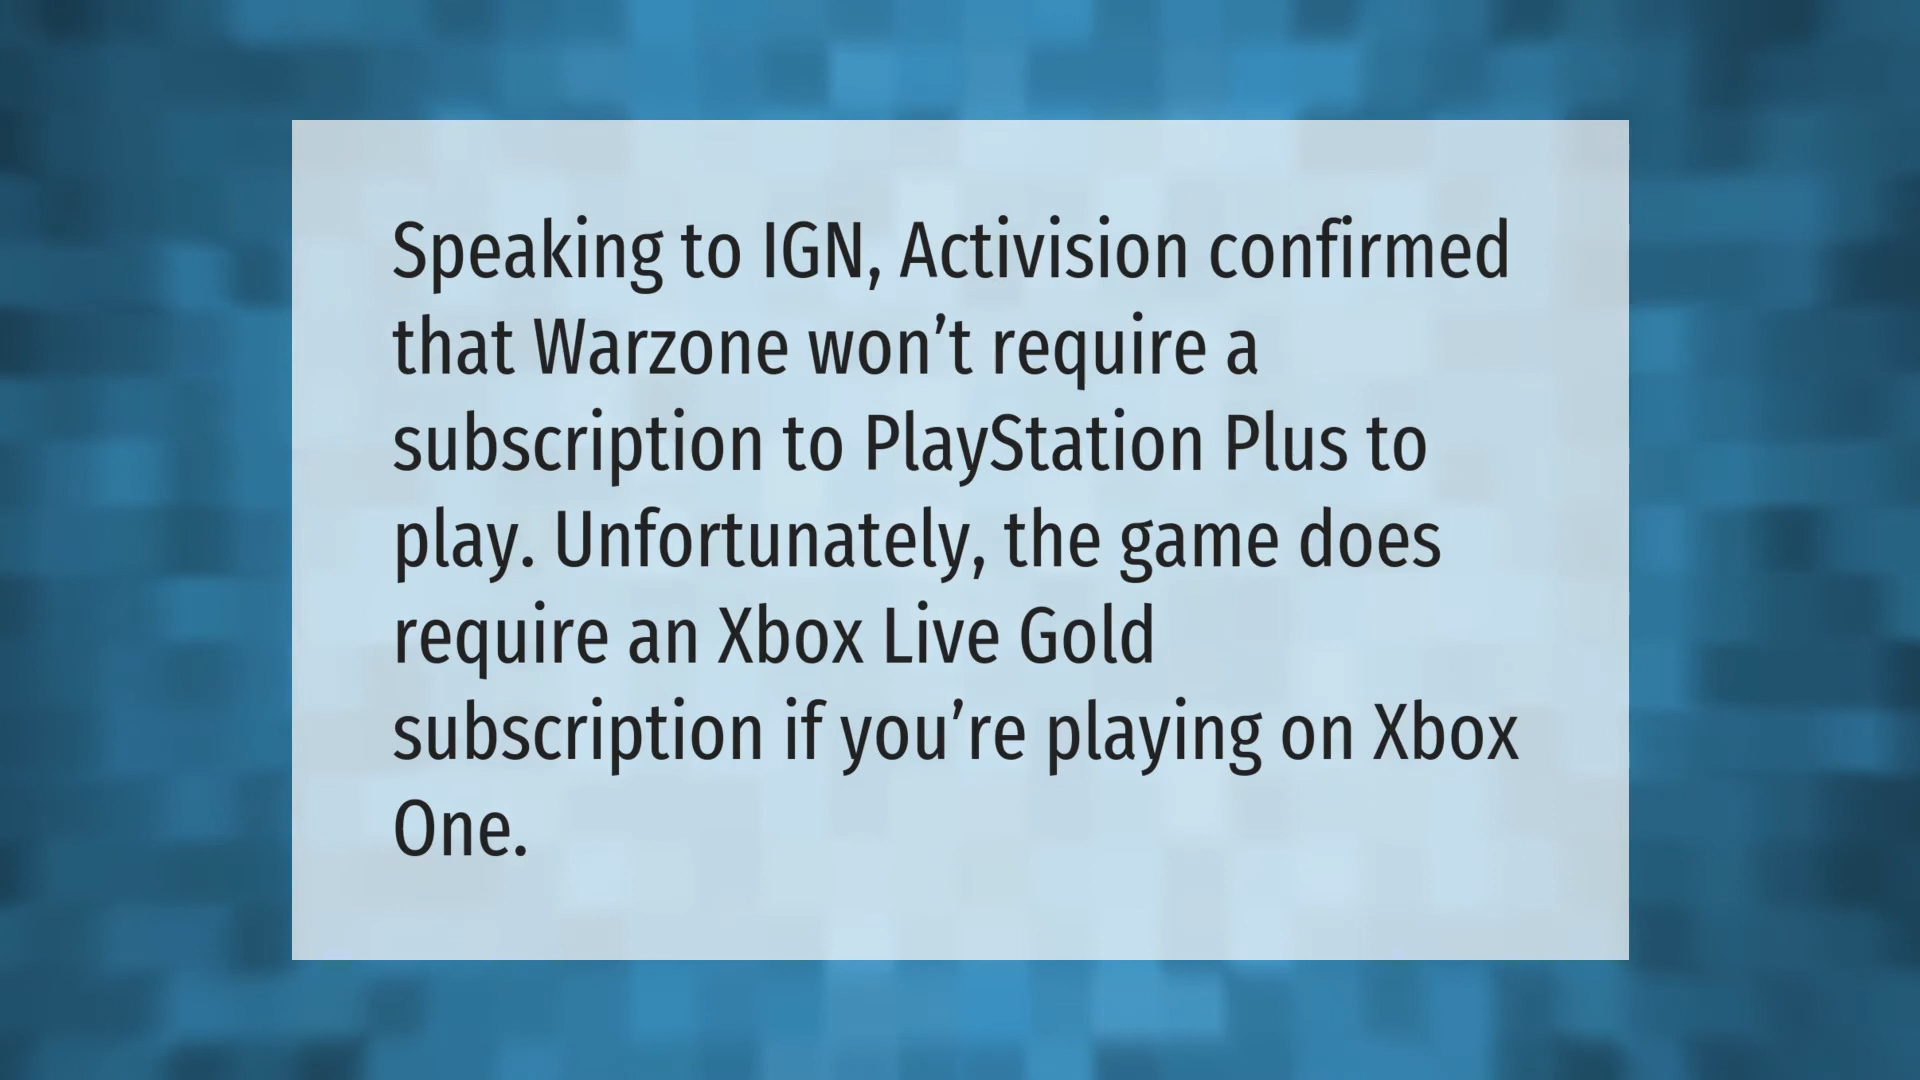 Speaking to IGN, Activision confirmed
that Warzone won’t require a
subscription to PlayStation Plus to
play. Unfortunately, the game does
require an Xbox Live Gold
subscription if you’re playing on Xbox
One.